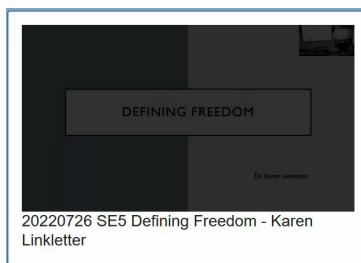 DEFINING FREEDOM
Dr. Karen Linkletter
20220726 SE5 Defining Freedom - Karen
Linkletter